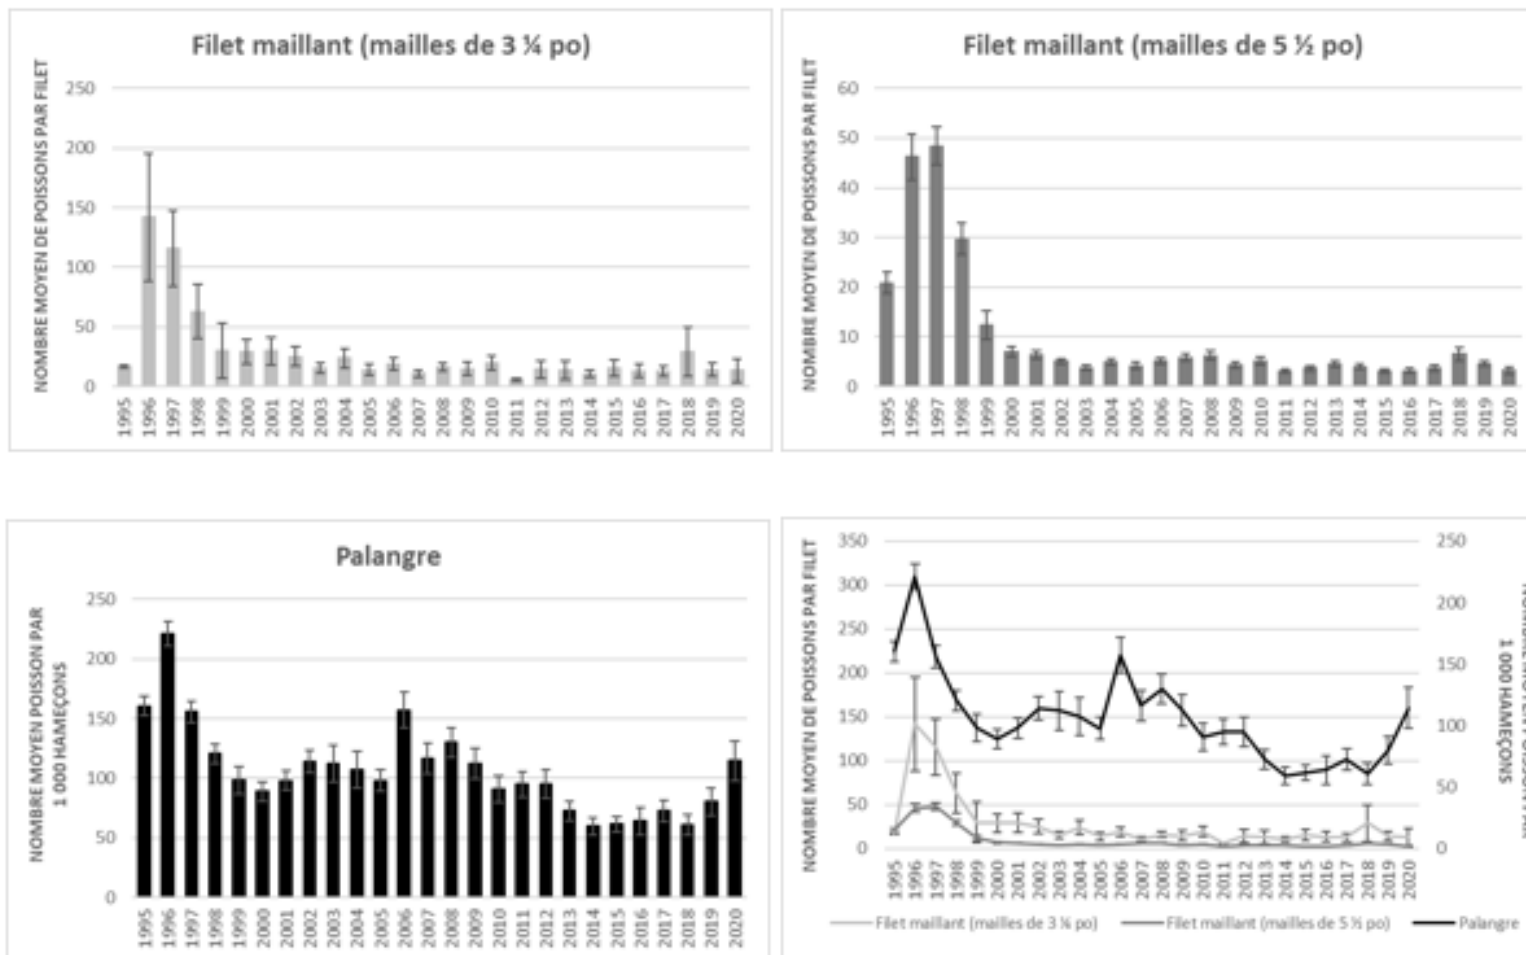 Filet maillant (mailles de 3 ¼ po)
NOMBRE MOYEN DE POISSONS PAR FILET
250
200
150
100
50
0
1995 1996 1997 1998 1999 2000 2001 2002 2003 2004 2005 2006 2007 2008 2009 2010 2011 2012 2013 2014 2015 2016 2017 2018 2019 2020
Filet maillant (mailles de 5 ½ po)
NOMBRE MOYEN DE POISSONS PAR FILET
60
50
40
30
20
10
0
1995 1996 1997 1998 1999 2000 2001 2002 2003 2004 2005 2006 2007 2008 2009 2010 2011 2012 2013 2014 2015 2016 2017 2018 2019 2020
Palangre
NOMBRE MOYEN POISSON PAR
1 000 HAMEÇONS
250
200
150
100
50
0
1995 1996 1997 1998 1999 2000 2001 2002 2003 2004 2005 2006 2007 2008 2009 2010 2011 2012 2013 2014 2015 2016 2017 2018 2019 2020
NOMBRE MOYEN DE POISSONS PAR FILET
350
300
250
200
150
100
50
0
250
200
150
100
50
0
1 000 HAMEÇONS
1995 1996 1997 1998 1999 2000 2001 2002 2003 2004 2005 2006 2007 2008 2009 2010 2011 2012 2013 2014 2015 2016 2017 2018 2019 2020
Filet maillant (mailles de 3 ¼ po) Filet maillant (mailles de 5 ½ po) Palangre